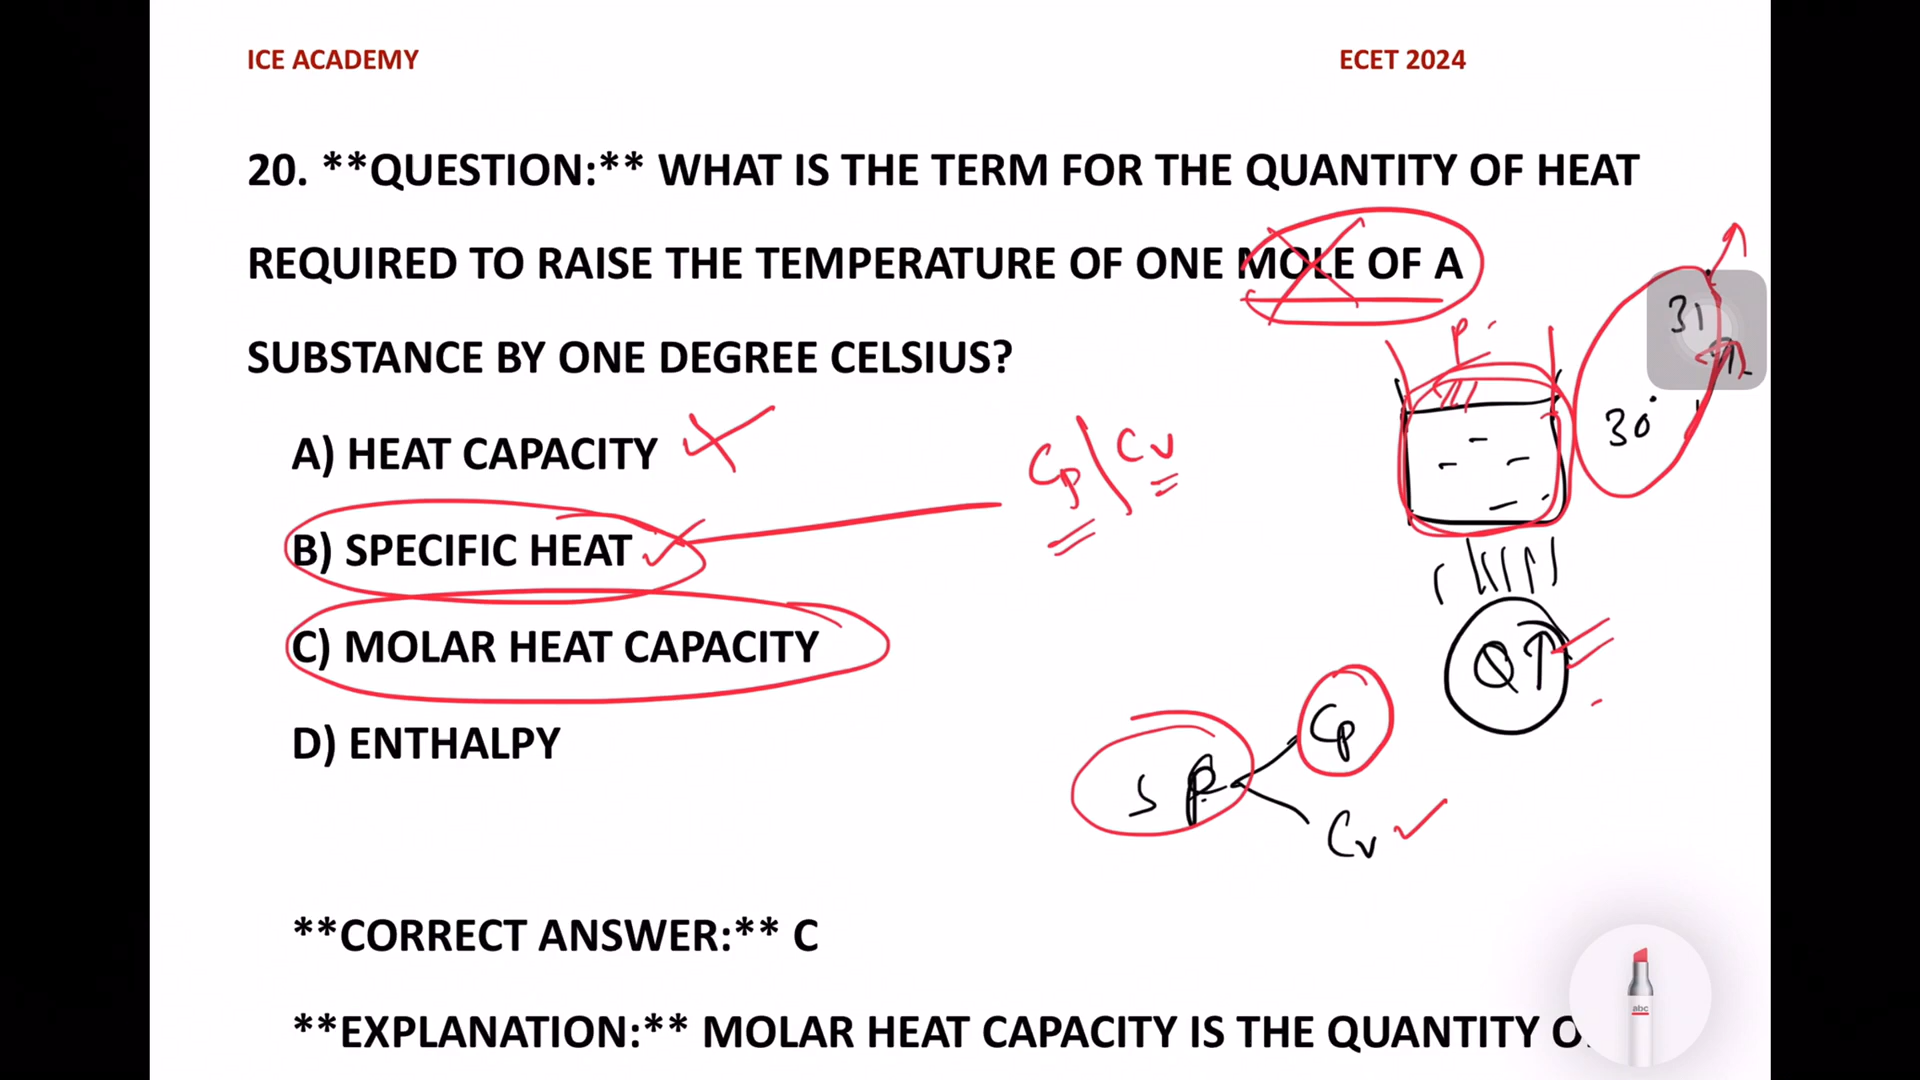 ICE ACADEMY
ECET 2024
20. **QUESTION:** WHAT IS THE TERM FOR THE QUANTITY OF HEAT
REQUIRED TO RAISE THE TEMPERATURE OF ONE MOLE OF A
SUBSTANCE BY ONE DEGREE CELSIUS?
A) HEAT CAPACITY
B) SPECIFIC HEAT
C) MOLAR HEAT CAPACITY
D) ENTHALPY
Cp / Cv
P
31
30°
Q↑
Cp
Cv
**CORRECT ANSWER:** C
**EXPLANATION:** MOLAR HEAT CAPACITY IS THE QUANTITY
abc